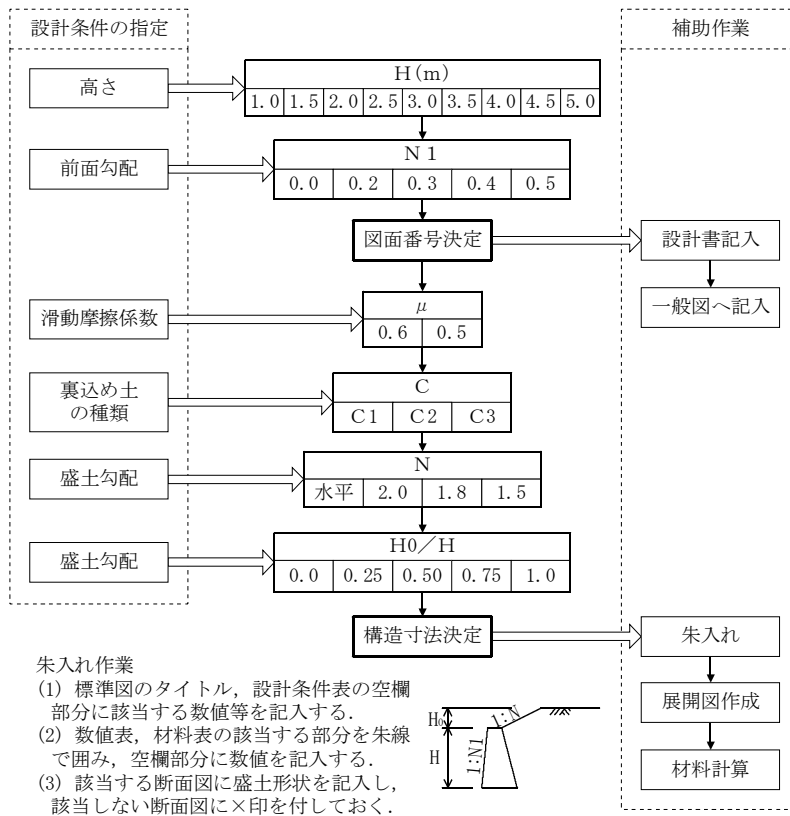 設計条件の指定
補助作業
高さ
H(m)
1.0 1.5 2.0 2.5 3.0 3.5 4.0 4.5 5.0
前面勾配
N1
0.0 0.2 0.3 0.4 0.5
図面番号決定
設計書記入
一般図へ記入
滑動摩擦係数
μ
0.6 0.5
裏込め土
の種類
C
C1 C2 C3
盛土勾配
N
水平 2.0 1.8 1.5
盛土勾配
H0／H
0.0 0.25 0.50 0.75 1.0
構造寸法決定
朱入れ
展開図作成
材料計算
朱入れ作業
(1) 標準図のタイトル，設計条件表の空欄
部分に該当する数値等を記入する．
(2) 数値表，材料表の該当する部分を朱線
で囲み，空欄部分に数値を記入する．
(3) 該当する断面図に盛土形状を記入し，
該当しない断面図に×印を付しておく．
H₀
1:N
H
1:N1